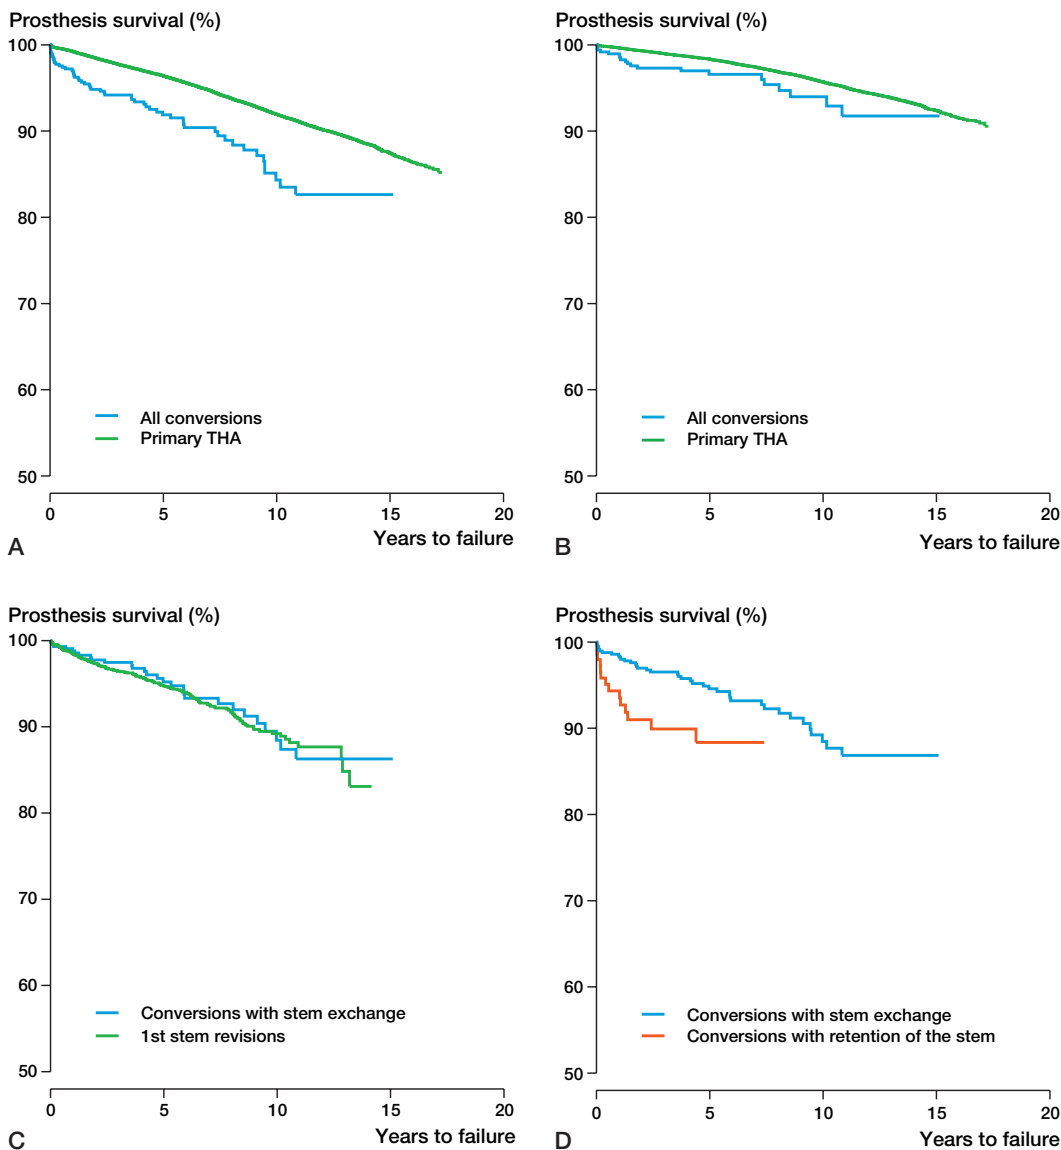 Prosthesis survival (%)
100
90
80
70
60
50
All conversions
Primary THA
0 5 10 15 20
Years to failure
A
Prosthesis survival (%)
100
90
80
70
60
50
All conversions
Primary THA
0 5 10 15 20
Years to failure
B
Prosthesis survival (%)
100
90
80
70
60
50
Conversions with stem exchange
1st stem revisions
0 5 10 15 20
Years to failure
C
Prosthesis survival (%)
100
90
80
70
60
50
Conversions with stem exchange
Conversions with retention of the stem
0 5 10 15 20
Years to failure
D